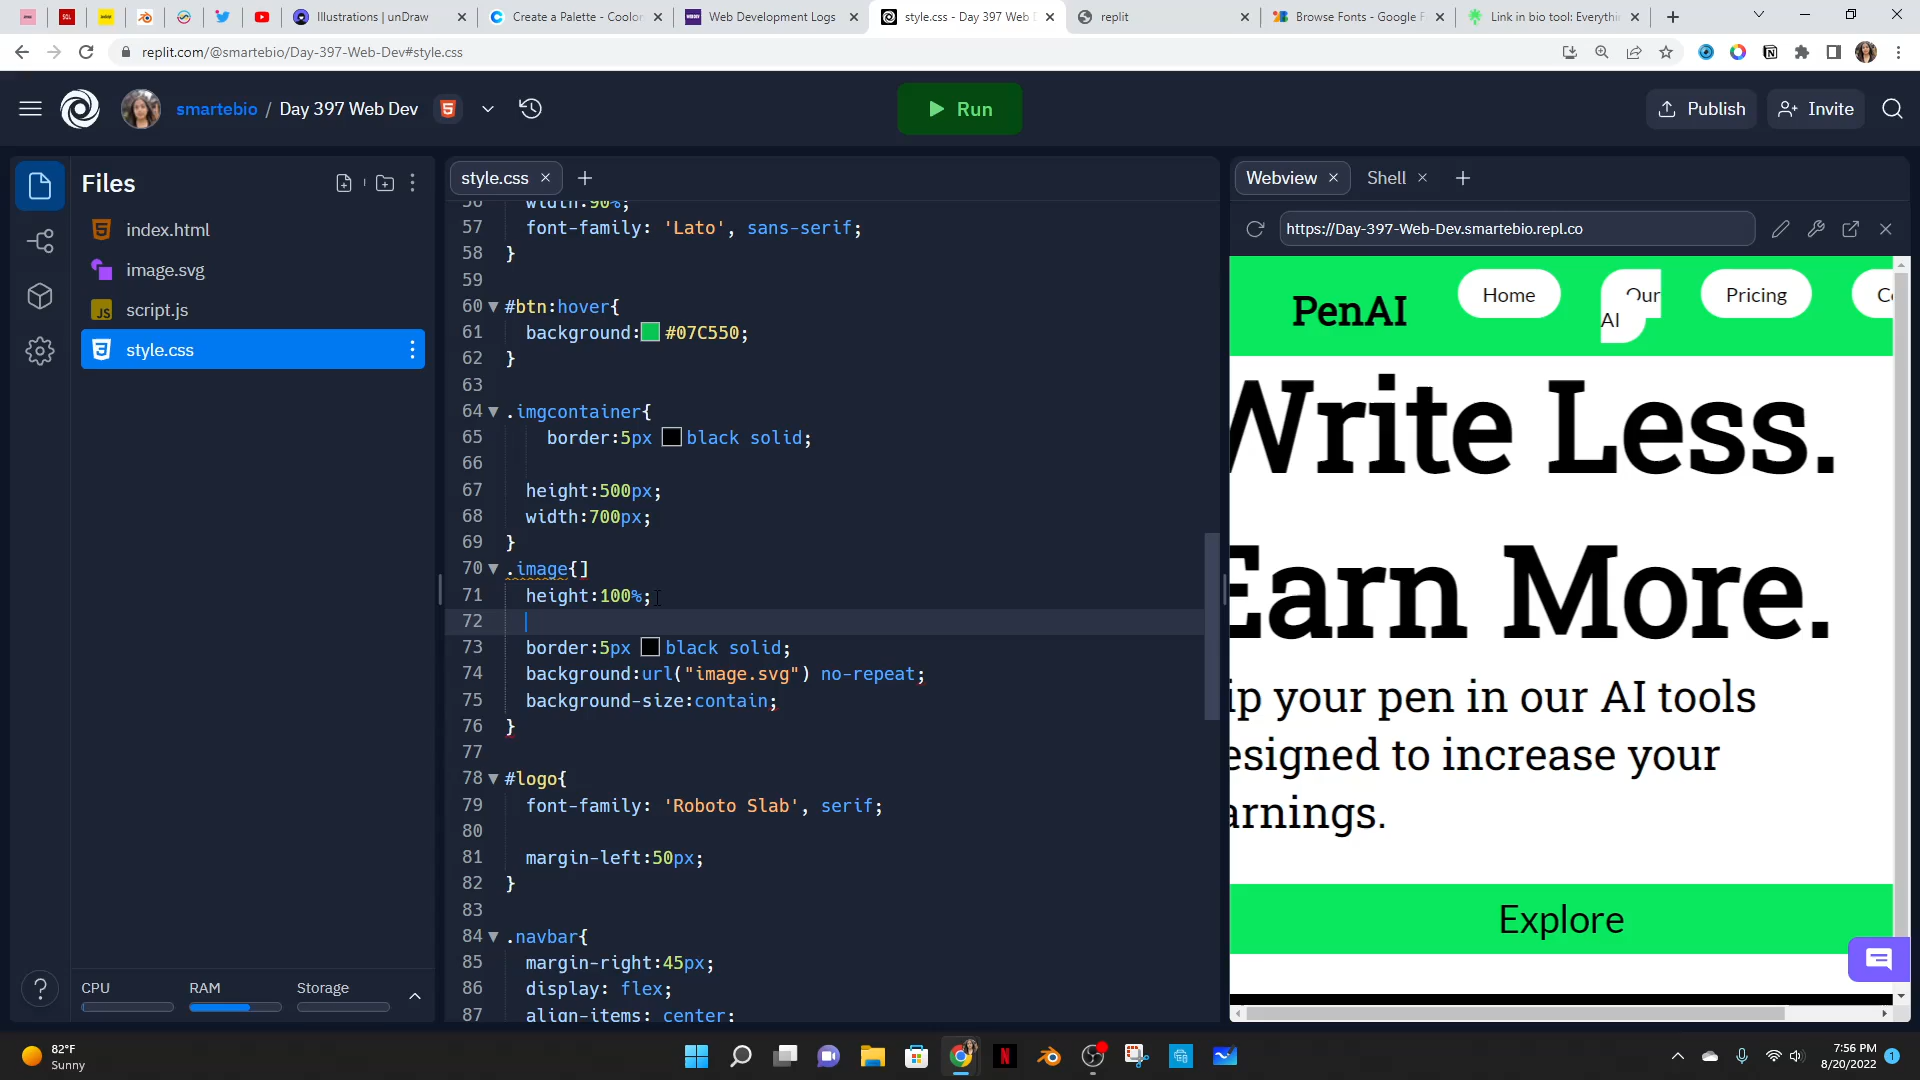 Illustrations | unDraw
Create a Palette - Coolor
Web Development Logs
style.css - Day 397 Web D
replit
Browse Fonts - Google F
Link in bio tool: Everythi
replit.com/@smartebio/Day-397-Web-Dev#style.css
smartebio / Day 397 Web Dev
Run
Publish
Invite
Files
index.html
image.svg
script.js
style.css
CPU
RAM
Storage
style.css
56 width:90%;
57 font-family: 'Lato', sans-serif;
58 }
59
60 #btn:hover{
61 background: #07C550;
62 }
63
64 .imgcontainer{
65 border:5px black solid;
66
67 height:500px;
68 width:700px;
69 }
70 .image{]
71 height:100%;
72
73 border:5px black solid;
74 background:url("image.svg") no-repeat;
75 background-size:contain;
76 }
77
78 #logo{
79 font-family: 'Roboto Slab', serif;
80
81 margin-left:50px;
82 }
83
84 .navbar{
85 margin-right:45px;
86 display: flex;
87 align-items: center;
Webview
Shell
https://Day-397-Web-Dev.smartebio.repl.co
PenAI
Home
Our
AI
Pricing
Co
Write Less.
Earn More.
ip your pen in our AI tools
esigned to increase your
arnings.
Explore
82°F
Sunny
7:56 PM
8/20/2022
1